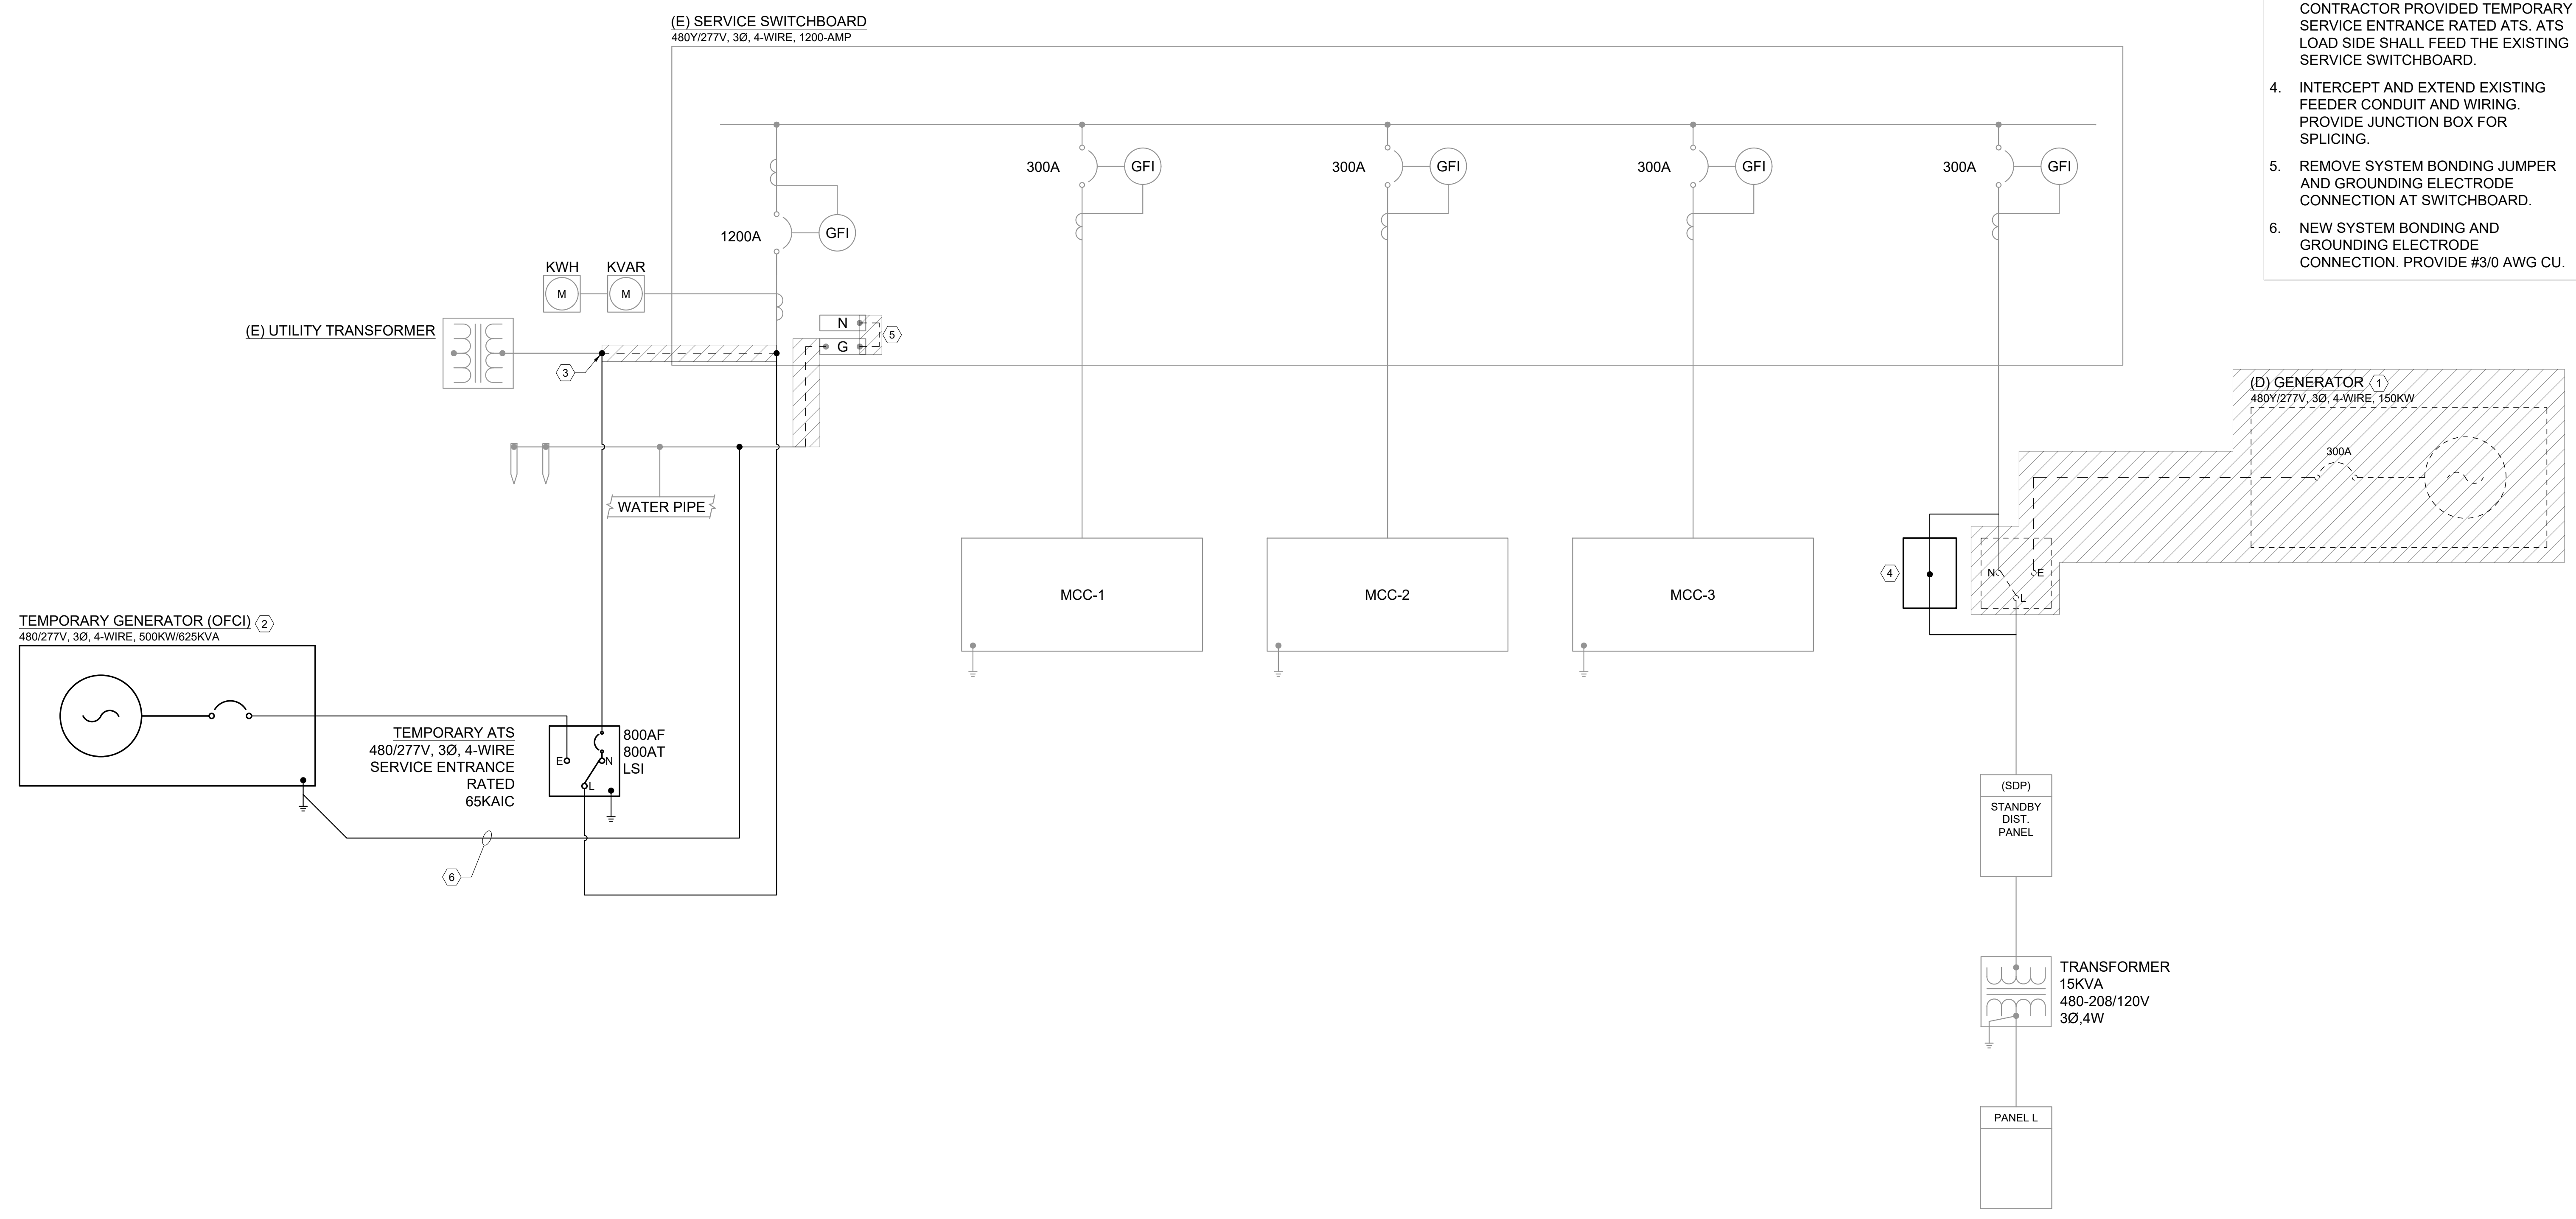 (E) SERVICE SWITCHBOARD
480Y/277V, 3Ø, 4-WIRE, 1200-AMP
CONTRACTOR PROVIDED TEMPORARY
SERVICE ENTRANCE RATED ATS. ATS
LOAD SIDE SHALL FEED THE EXISTING
SERVICE SWITCHBOARD.
4. INTERCEPT AND EXTEND EXISTING
FEEDER CONDUIT AND WIRING.
PROVIDE JUNCTION BOX FOR
SPLICING.
5. REMOVE SYSTEM BONDING JUMPER
AND GROUNDING ELECTRODE
CONNECTION AT SWITCHBOARD.
6. NEW SYSTEM BONDING AND
GROUNDING ELECTRODE
CONNECTION. PROVIDE #3/0 AWG CU.
300A
GFI
300A
GFI
300A
GFI
300A
GFI
1200A
GFI
KWH
KVAR
M
M
(E) UTILITY TRANSFORMER
N
G
5
3
WATER PIPE
(D) GENERATOR
1
480Y/277V, 3Ø, 4-WIRE, 150KW
300A
4
N
E
L
MCC-1
MCC-2
MCC-3
TEMPORARY GENERATOR (OFCI)
2
480/277V, 3Ø, 4-WIRE, 500KW/625KVA
TEMPORARY ATS
480/277V, 3Ø, 4-WIRE
SERVICE ENTRANCE
RATED
65KAIC
E
N
L
800AF
800AT
LSI
6
(SDP)
STANDBY
DIST.
PANEL
TRANSFORMER
15KVA
480-208/120V
3Ø,4W
PANEL L